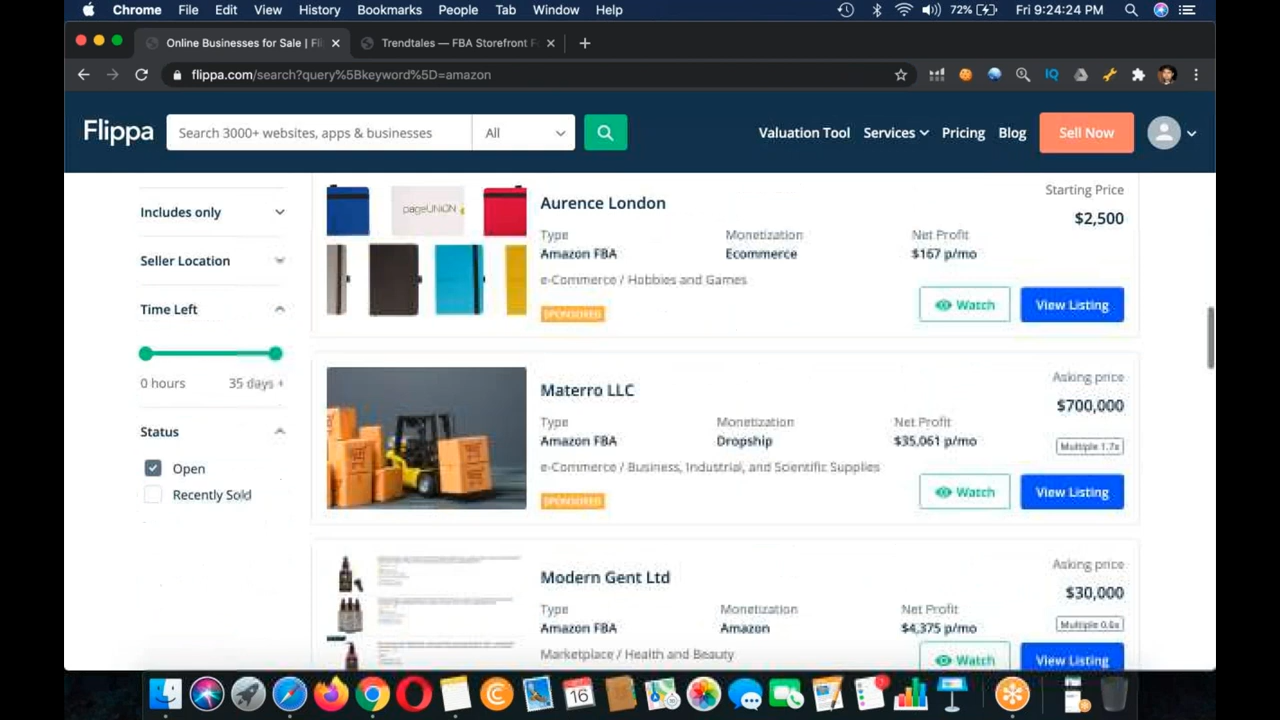 Chrome File Edit View History Bookmarks People Tab Window Help 72% Fri 9:24:24 PM
Online Businesses for Sale | Fli Trendtales — FBA Storefront F
flippa.com/search?query%5Bkeyword%5D=amazon IQ
Flippa Search 3000+ websites, apps & businesses All Valuation Tool Services Pricing Blog Sell Now
Includes only
Seller Location
Time Left
0 hours 35 days +
Status
Open
Recently Sold
pageUNION
Aurence London
Starting Price
$2,500
Type Monetization Net Profit
Amazon FBA Ecommerce $167 p/mo
e-Commerce / Hobbies and Games
SPONSORED
Watch View Listing
Materro LLC
Asking price
$700,000
Type Monetization Net Profit
Amazon FBA Dropship $35,061 p/mo
Multiple 1.7x
e-Commerce / Business, Industrial, and Scientific Supplies
SPONSORED
Watch View Listing
Modern Gent Ltd
Asking price
$30,000
Type Monetization Net Profit
Amazon FBA Amazon $4,375 p/mo
Multiple 0.6x
Marketplace / Health and Beauty
Watch View Listing
16